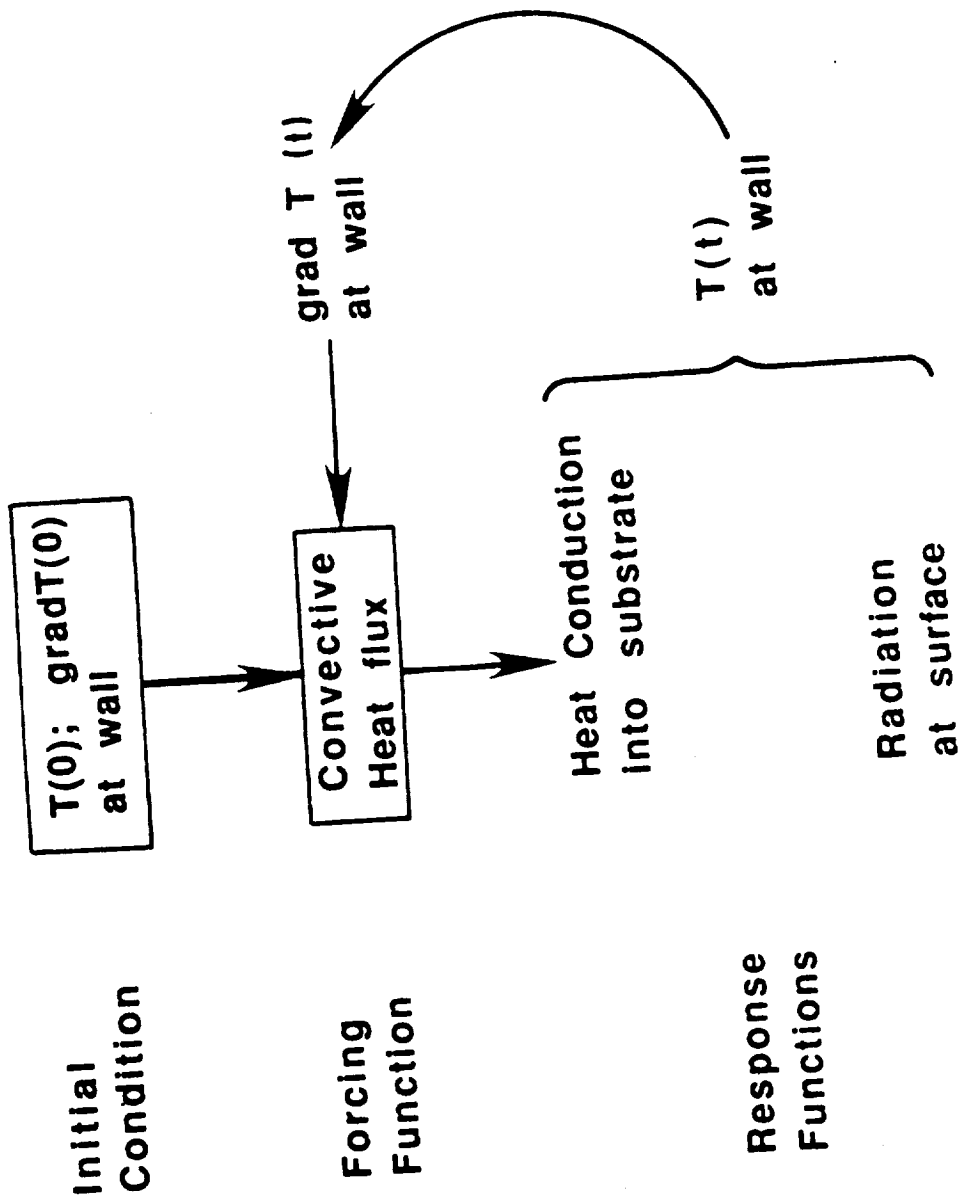 Initial
Condition
T(0); gradT(0)
at wall
Forcing
Function
Convective
Heat flux
grad T (t)
at wall
Response
Functions
Heat Conduction
into substrate
Radiation
at surface
T(t)
at wall